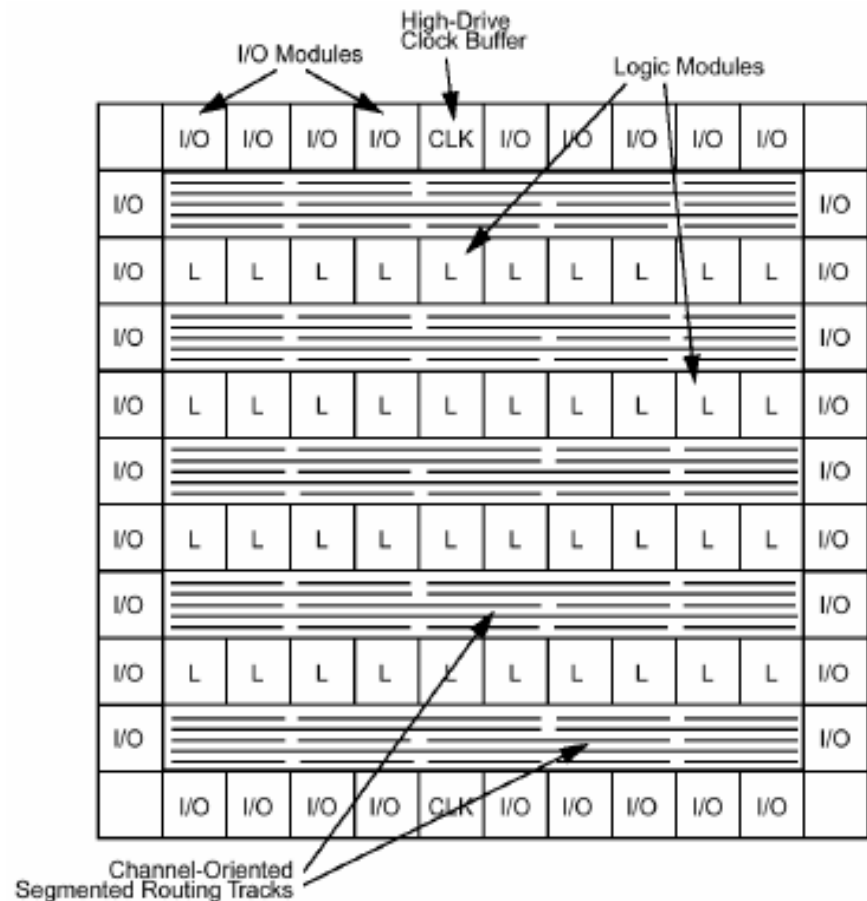 High-Drive
Clock Buffer
I/O Modules
Logic Modules
I/O I/O I/O I/O CLK I/O I/O I/O I/O I/O
I/O I/O
I/O L L L L L L L L L L I/O
I/O I/O
I/O L L L L L L L L L L I/O
I/O I/O
I/O L L L L L L L L L L I/O
I/O I/O
I/O L L L L L L L L L L I/O
I/O I/O
I/O I/O I/O I/O CLK I/O I/O I/O I/O I/O
Channel-Oriented
Segmented Routing Tracks